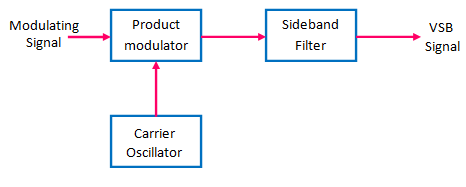 Modulating
Signal
Product
modulator
Sideband
Filter
VSB
Signal
Carrier
Oscillator